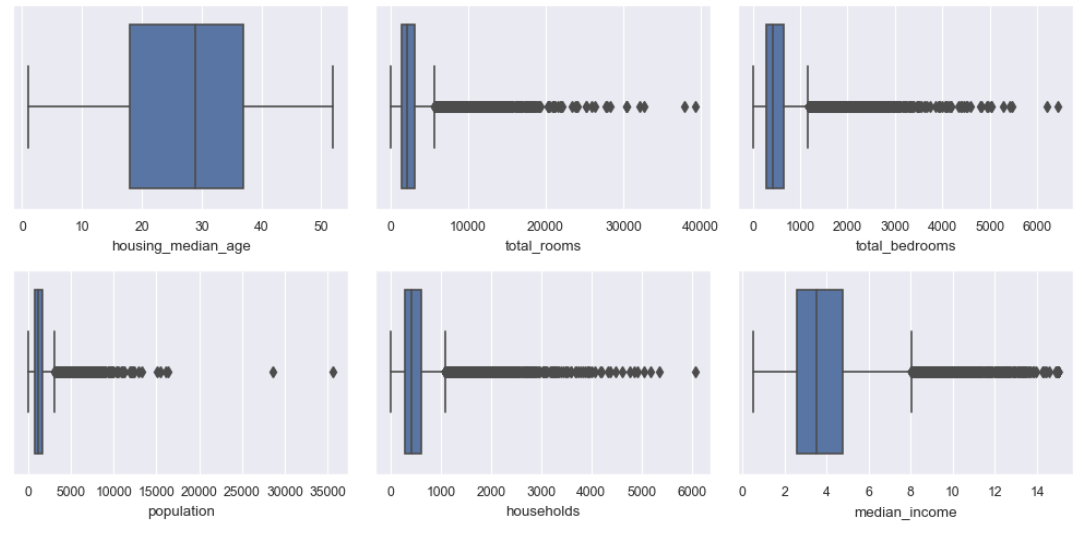 0 10 20 30 40 50
housing_median_age
0 10000 20000 30000 40000
total_rooms
0 1000 2000 3000 4000 5000 6000
total_bedrooms
0 5000 10000 15000 20000 25000 30000 35000
population
0 1000 2000 3000 4000 5000 6000
households
0 2 4 6 8 10 12 14
median_income